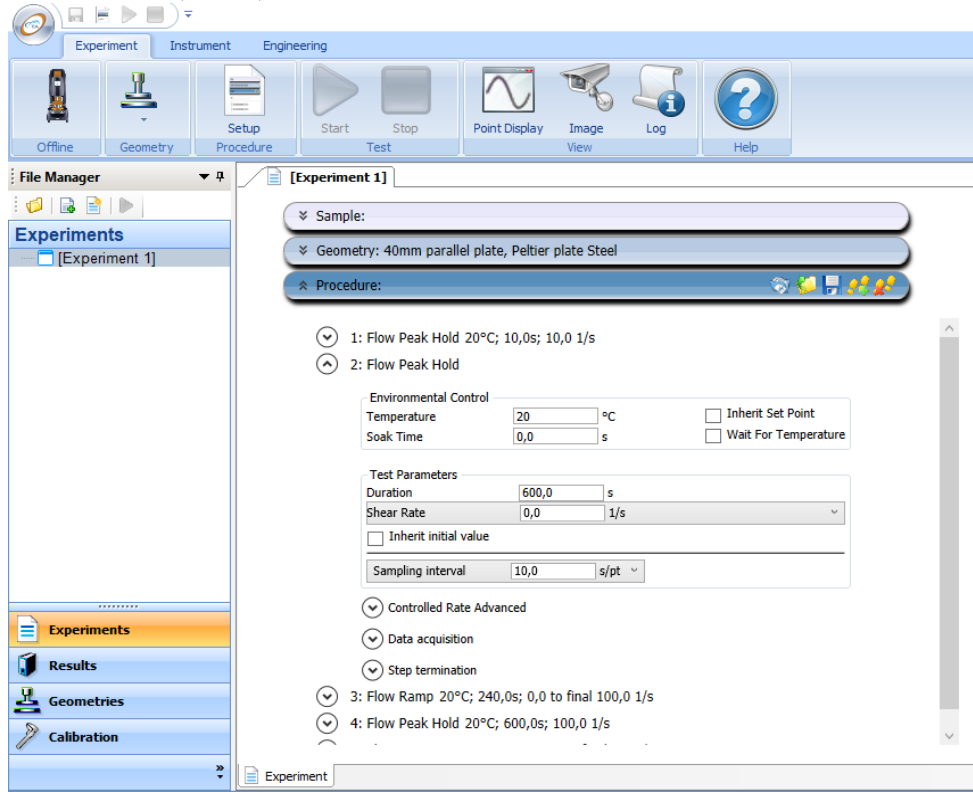 Experiment Instrument Engineering
Setup Start Stop Point Display Image Log
Offline Geometry Procedure Test View Help
File Manager
[Experiment 1]
Experiments
[Experiment 1]
Sample:
Geometry: 40mm parallel plate, Peltier plate Steel
Procedure:
1: Flow Peak Hold 20°C; 10,0s; 10,0 1/s
2: Flow Peak Hold
Environmental Control
Temperature 20 °C Inherit Set Point
Soak Time 0,0 s Wait For Temperature
Test Parameters
Duration 600,0 s
Shear Rate 0,0 1/s
Inherit initial value
Sampling interval 10,0 s/pt
Controlled Rate Advanced
Data acquisition
Step termination
3: Flow Ramp 20°C; 240,0s; 0,0 to final 100,0 1/s
4: Flow Peak Hold 20°C; 600,0s; 100,0 1/s
Experiments
Results
Geometries
Calibration
Experiment